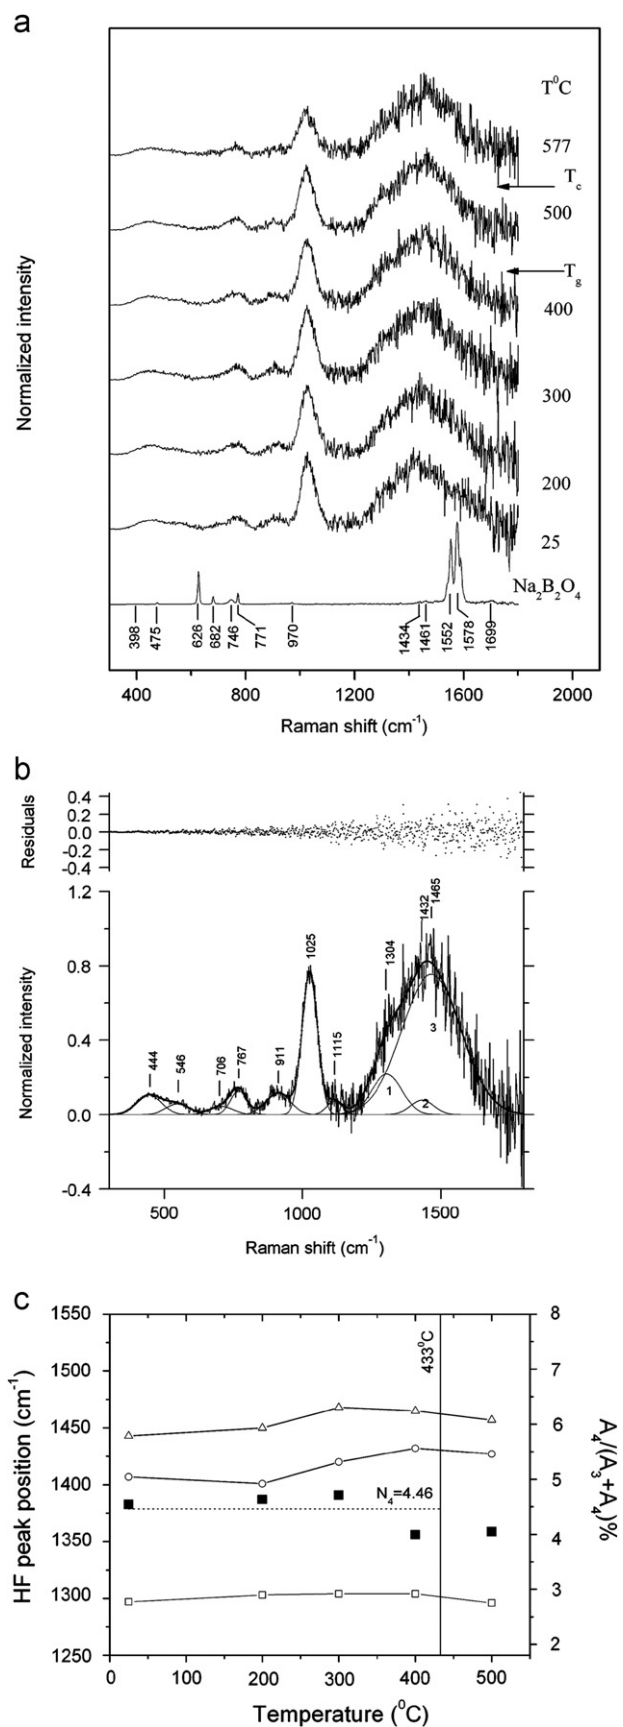 a
T⁰C
577
T_c
500
T_g
400
300
200
25
Na₂B₂O₄
Normalized intensity
398
475
626
682
746
771
970
1434
1461
1552
1578
1699
400 800 1200 1600 2000
Raman shift (cm⁻¹)
b
0.4
0.2
0.0
-0.2
-0.4
Residuals
1.2
0.8
0.4
0.0
-0.4
Normalized intensity
444
546
706
767
911
1025
1115
1304
1432
1465
1
2
3
500 1000 1500
Raman shift (cm⁻¹)
c
1550
1500
1450
1400
1350
1300
1250
HF peak position (cm⁻¹)
433⁰C
N₄=4.46
8
7
6
5
4
3
2
A₄/(A₃+A₄)%
0 100 200 300 400 500
Temperature (⁰C)